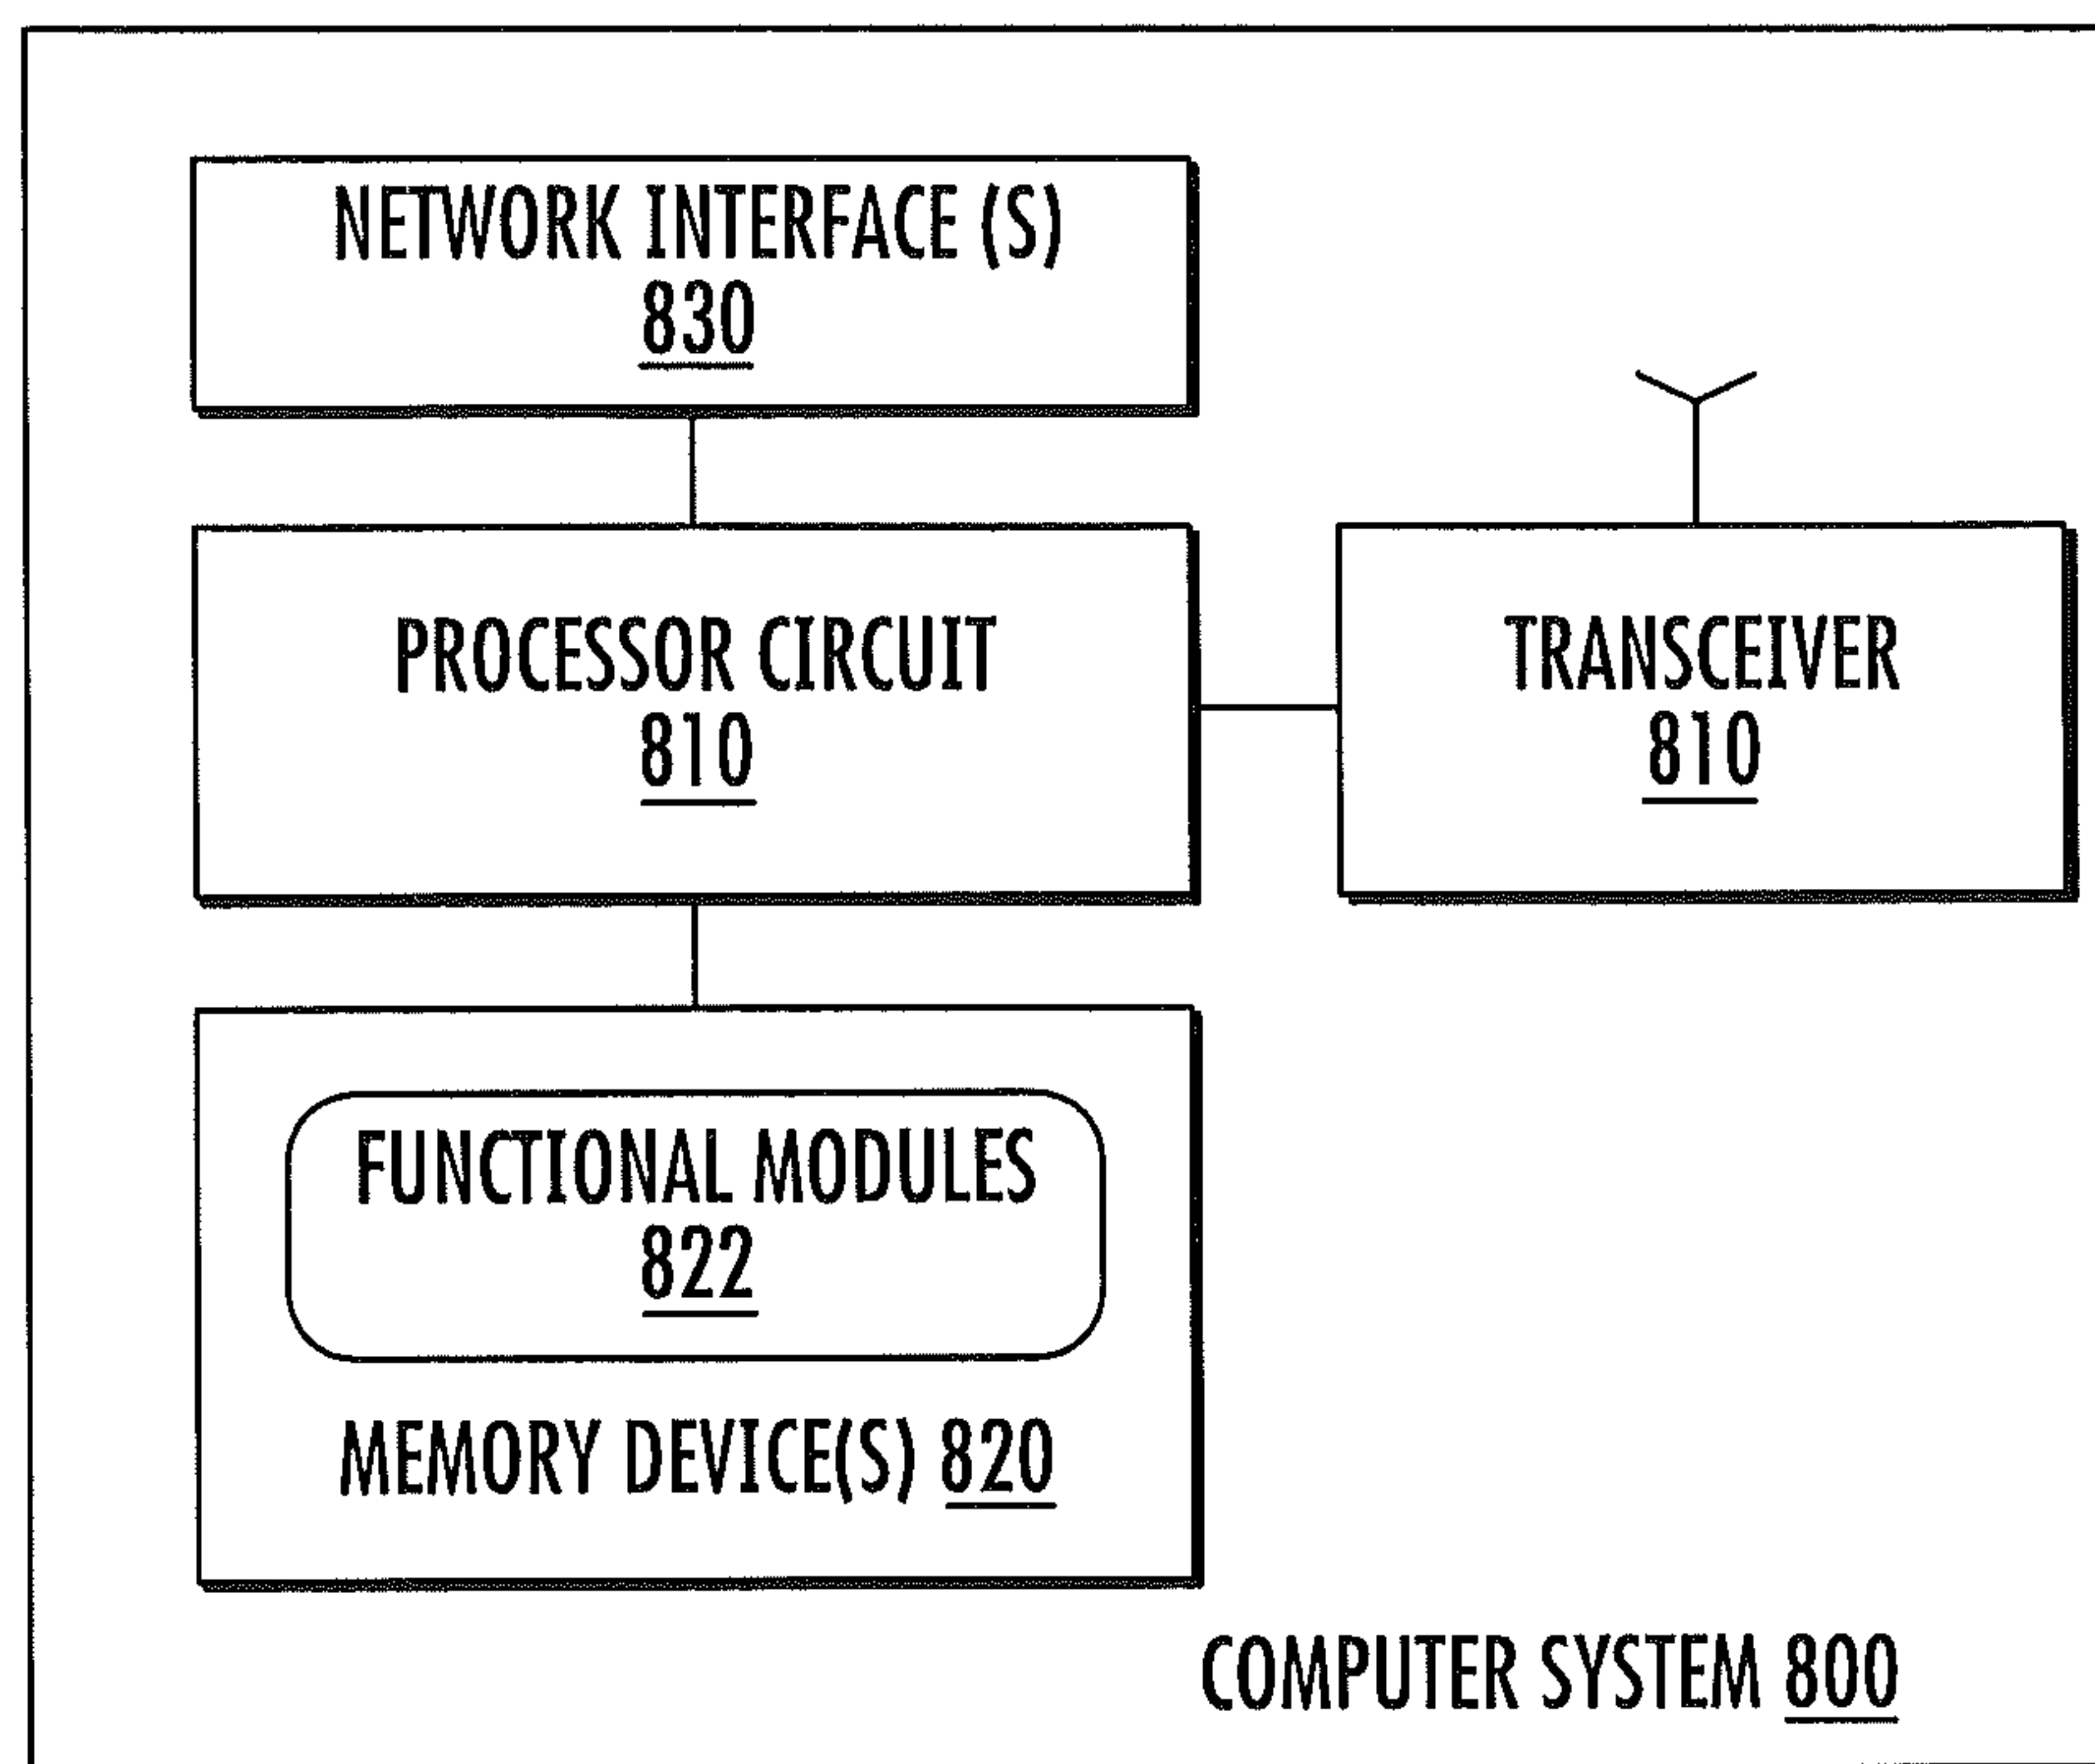 NETWORK INTERFACE (S)
830
PROCESSOR CIRCUIT
810
TRANSCEIVER
810
FUNCTIONAL MODULES
822
MEMORY DEVICE(S) 820
COMPUTER SYSTEM 800